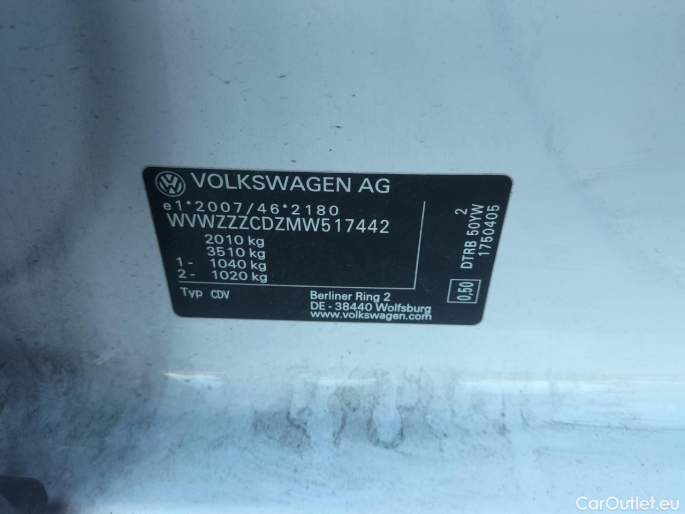 VOLKSWAGEN AG
e1*2007/46*2180
WVWZZZCDZMW517442
2010 kg
3510 kg
1 - 1040 kg
2 - 1020 kg
Typ CDV
Berliner Ring 2
DE - 38440 Wolfsburg
www.volkswagen.com
2
DTRB 50YW
1750405
0,50
CarOutlet.eu